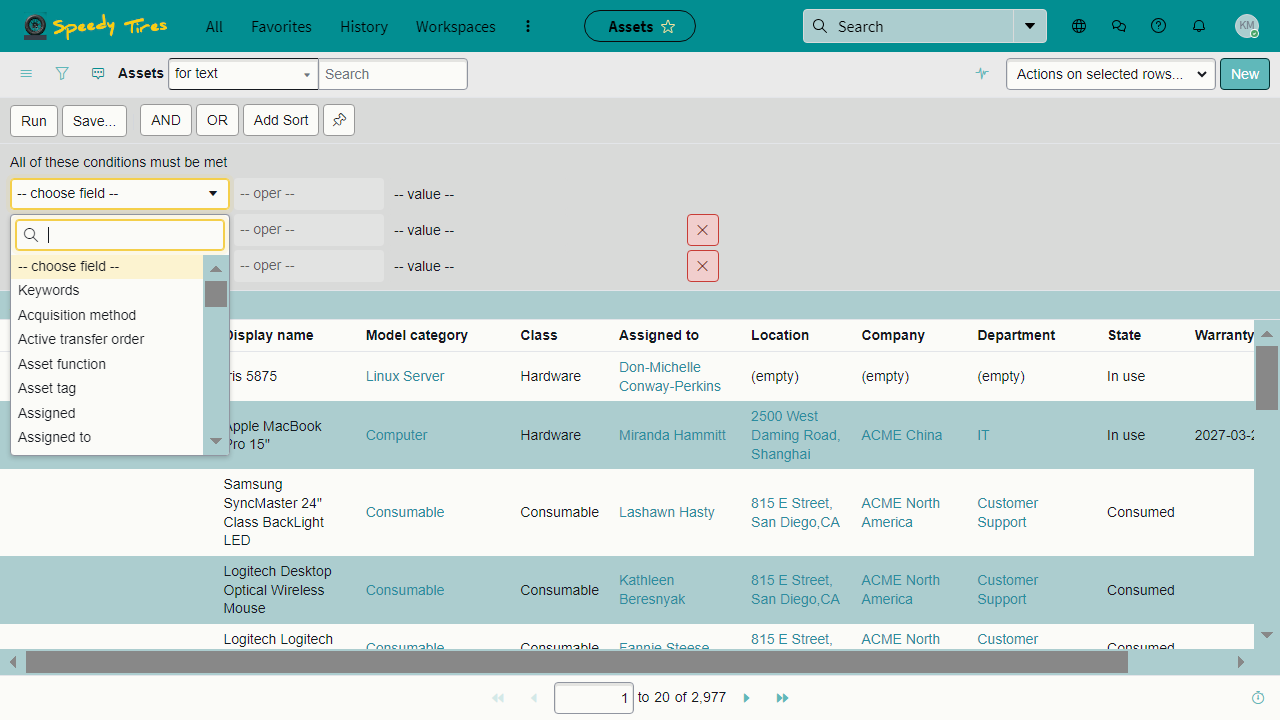 Speedy Tires
All
Favorites
History
Workspaces
Assets
Search
KM
Assets
for text
Search
Actions on selected rows...
New
Run
Save...
AND
OR
Add Sort
All of these conditions must be met
-- choose field --
-- oper --
-- value --
-- oper --
-- value --
-- oper --
-- value --
-- choose field --
Keywords
Acquisition method
Active transfer order
Asset function
Asset tag
Assigned
Assigned to
Display name
Model category
Class
Assigned to
Location
Company
Department
State
Warranty
ris 5875
Linux Server
Hardware
Don-Michelle
Conway-Perkins
(empty)
(empty)
(empty)
In use
Apple MacBook
Pro 15"
Computer
Hardware
Miranda Hammitt
2500 West
Daming Road,
Shanghai
ACME China
IT
In use
2027-03-2
Samsung
SyncMaster 24"
Class BackLight
LED
Consumable
Consumable
Lashawn Hasty
815 E Street,
San Diego,CA
ACME North
America
Customer
Support
Consumed
Logitech Desktop
Optical Wireless
Mouse
Consumable
Consumable
Kathleen
Beresnyak
815 E Street,
San Diego,CA
ACME North
America
Customer
Support
Consumed
Logitech Logitech
Consumable
Consumable
Fannie Steese
815 E Street,
ACME North
Customer
Consumed
1 to 20 of 2,977